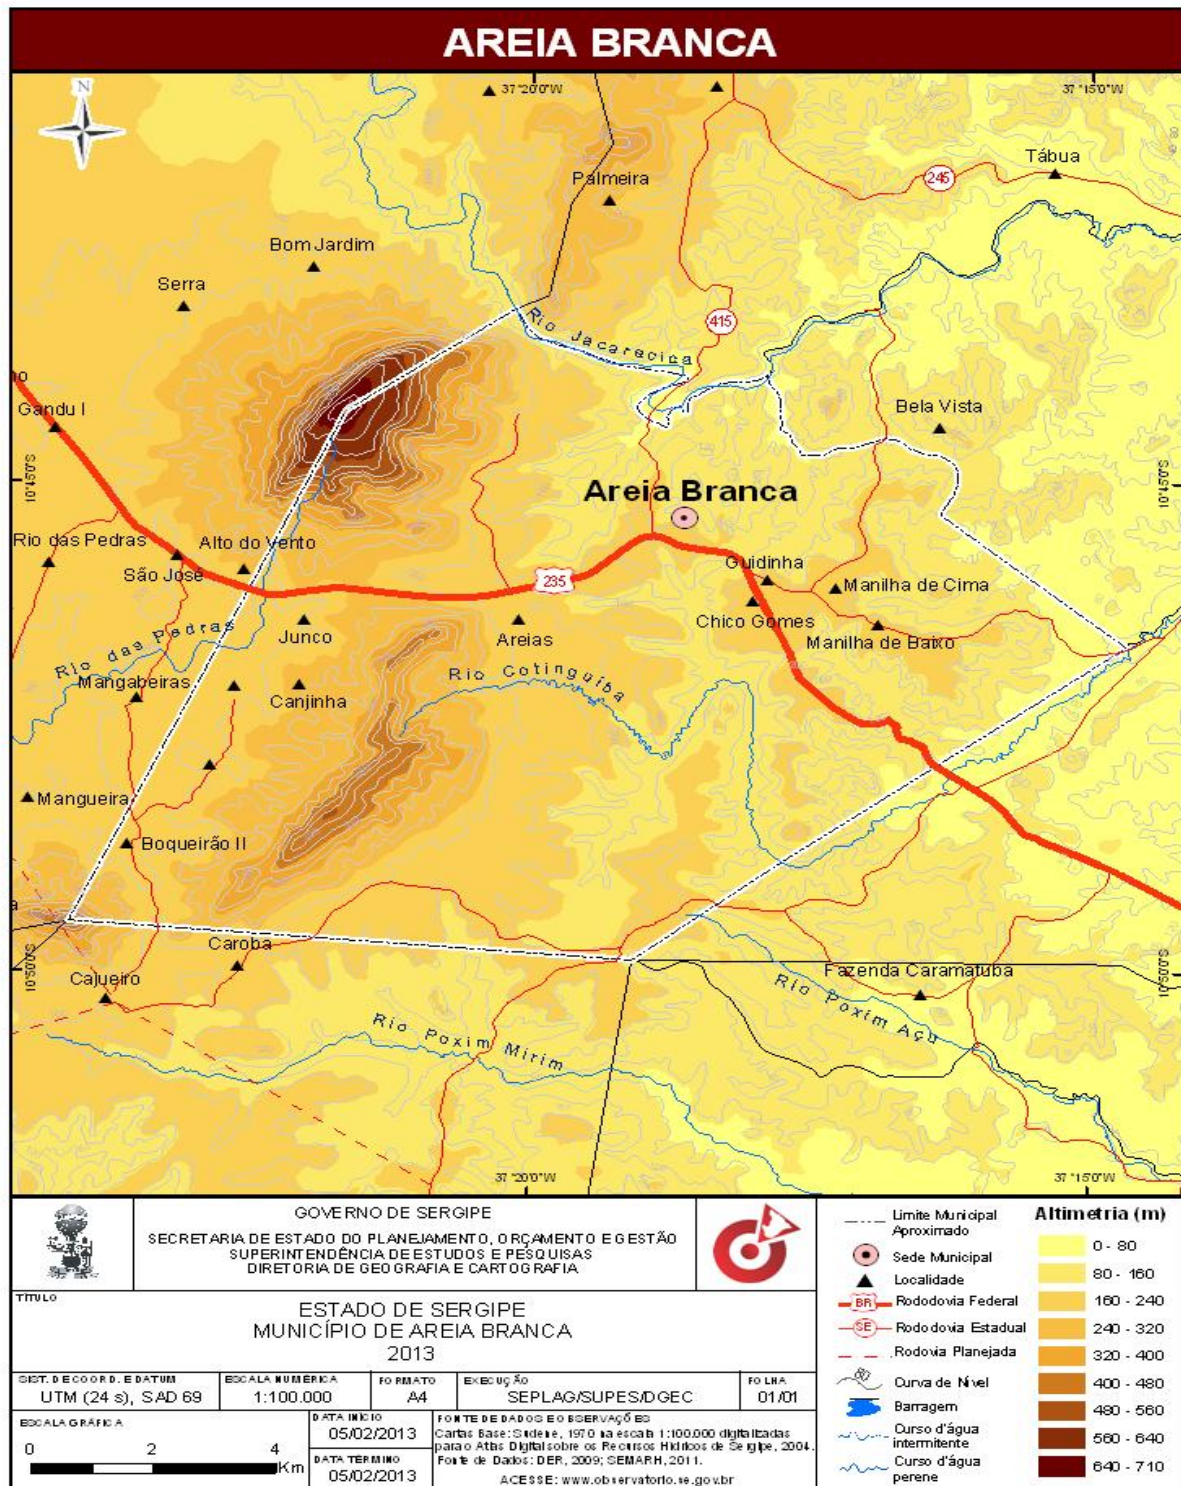 AREIA BRANCA
N
37°20'0"W
37°15'0"W
Tábua
245
Palmeira
Bom Jardim
Serra
Rio Jacaracica
415
Gandu I
Bela Vista
10°45'0"S
10°45'0"S
Areia Branca
Rio das Pedras
Alto do Vento
São José
235
Guidinha
Manilha de Cima
Chico Gomes
Manilha de Baixo
Junco
Areias
Rio das Pedras
Rio Cotinguiba
Mangabeiras
Canjinha
Mangueira
Boqueirão II
Caroba
10°50'0"S
10°50'0"S
Cajueiro
Fazenda Caramatuba
Rio Poxim Açu
Rio Poxim Mirim
37°20'0"W
37°15'0"W
GOVERNO DE SERGIPE
SECRETARIA DE ESTADO DO PLANEJAMENTO, ORÇAMENTO E GESTÃO
SUPERINTENDÊNCIA DE ESTUDOS E PESQUISAS
DIRETORIA DE GEOGRAFIA E CARTOGRAFIA
TÍTULO
ESTADO DE SERGIPE
MUNICÍPIO DE AREIA BRANCA
2013
SIST. DE COORD. E DATUM
UTM (24 s), SAD 69
ESCALA NUMÉRICA
1:100.000
FORMATO
A4
EXECUÇÃO
SEPLAG/SUPES/DGEC
FOLHA
01/01
ESCALA GRÁFICA
0 2 4
Km
DATA INÍCIO
05/02/2013
DATA TÉRMINO
05/02/2013
FONTE DE DADOS E OBSERVAÇÕES
Cartas Base: Sudene, 1970 na escala 1:100.000 digitalizadas
para o Atlas Digital sobre os Recursos Hídricos de Sergipe, 2004.
Fonte de Dados: DER, 2009; SEMARH, 2011.
ACESSE: www.observatorio.se.gov.br
Limite Municipal
Aproximado
Sede Municipal
Localidade
BR Rododovia Federal
SE Rododovia Estadual
Rodovia Planejada
Curva de Nível
Barragem
Curso d'água
intermitente
Curso d'água
perene
Altimetria (m)
0 - 80
80 - 160
160 - 240
240 - 320
320 - 400
400 - 480
480 - 560
560 - 640
640 - 710